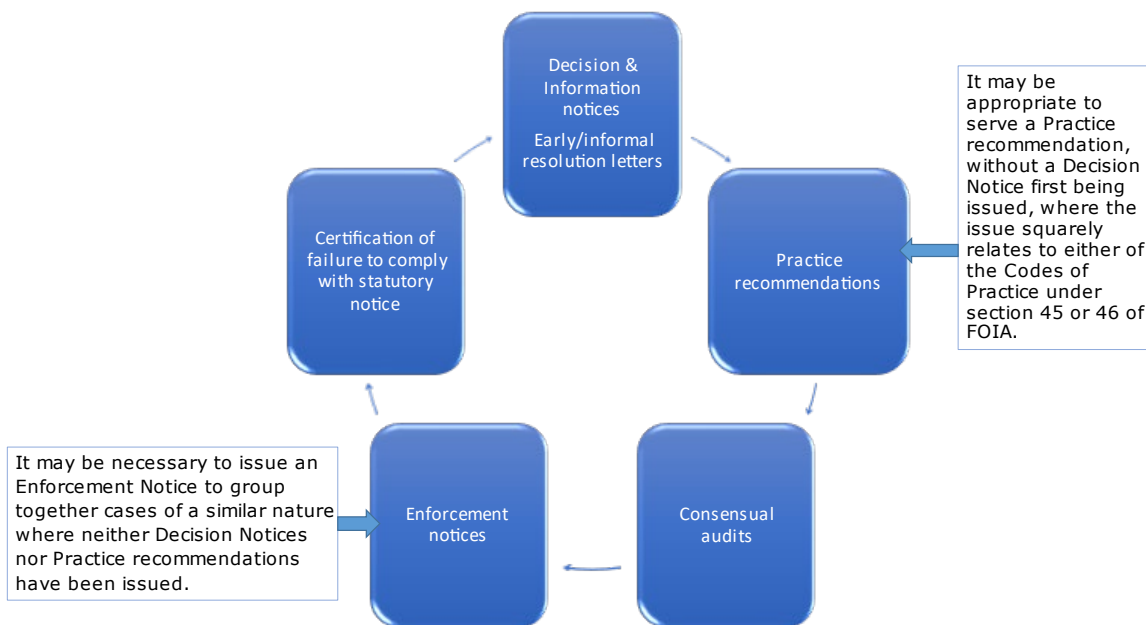 Decision &
Information
notices
Early/informal
resolution letters
It may be
appropriate to
serve a Practice
recommendation,
without a Decision
Notice first being
issued, where the
issue squarely
relates to either of
the Codes of
Practice under
section 45 or 46 of
FOIA.
Practice
recommendations
Certification of
failure to comply
with statutory
notice
It may be necessary to issue an
Enforcement Notice to group
together cases of a similar nature
where neither Decision Notices
nor Practice recommendations
have been issued.
Enforcement
notices
Consensual
audits